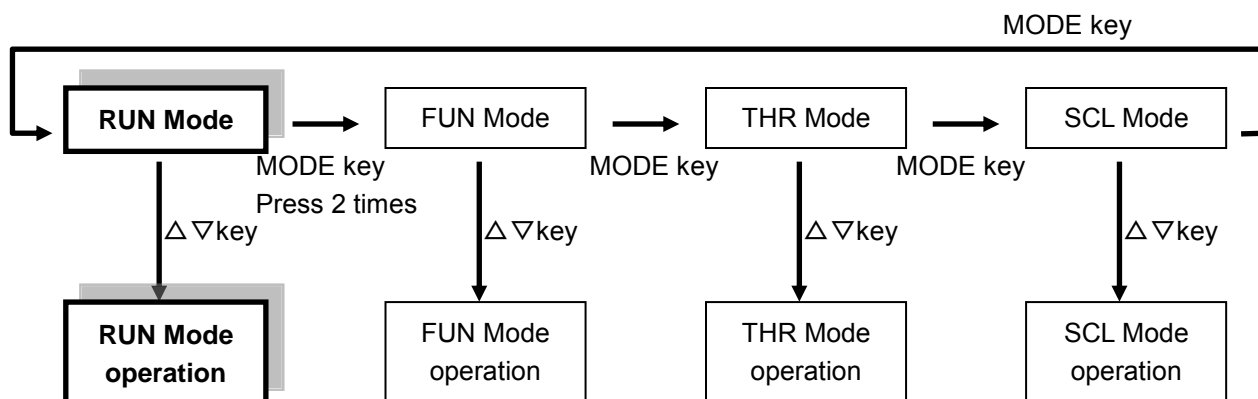 MODE key
RUN Mode
FUN Mode
THR Mode
SCL Mode
MODE key
Press 2 times
MODE key
MODE key
△▽key
△▽key
△▽key
△▽key
RUN Mode
operation
FUN Mode
operation
THR Mode
operation
SCL Mode
operation